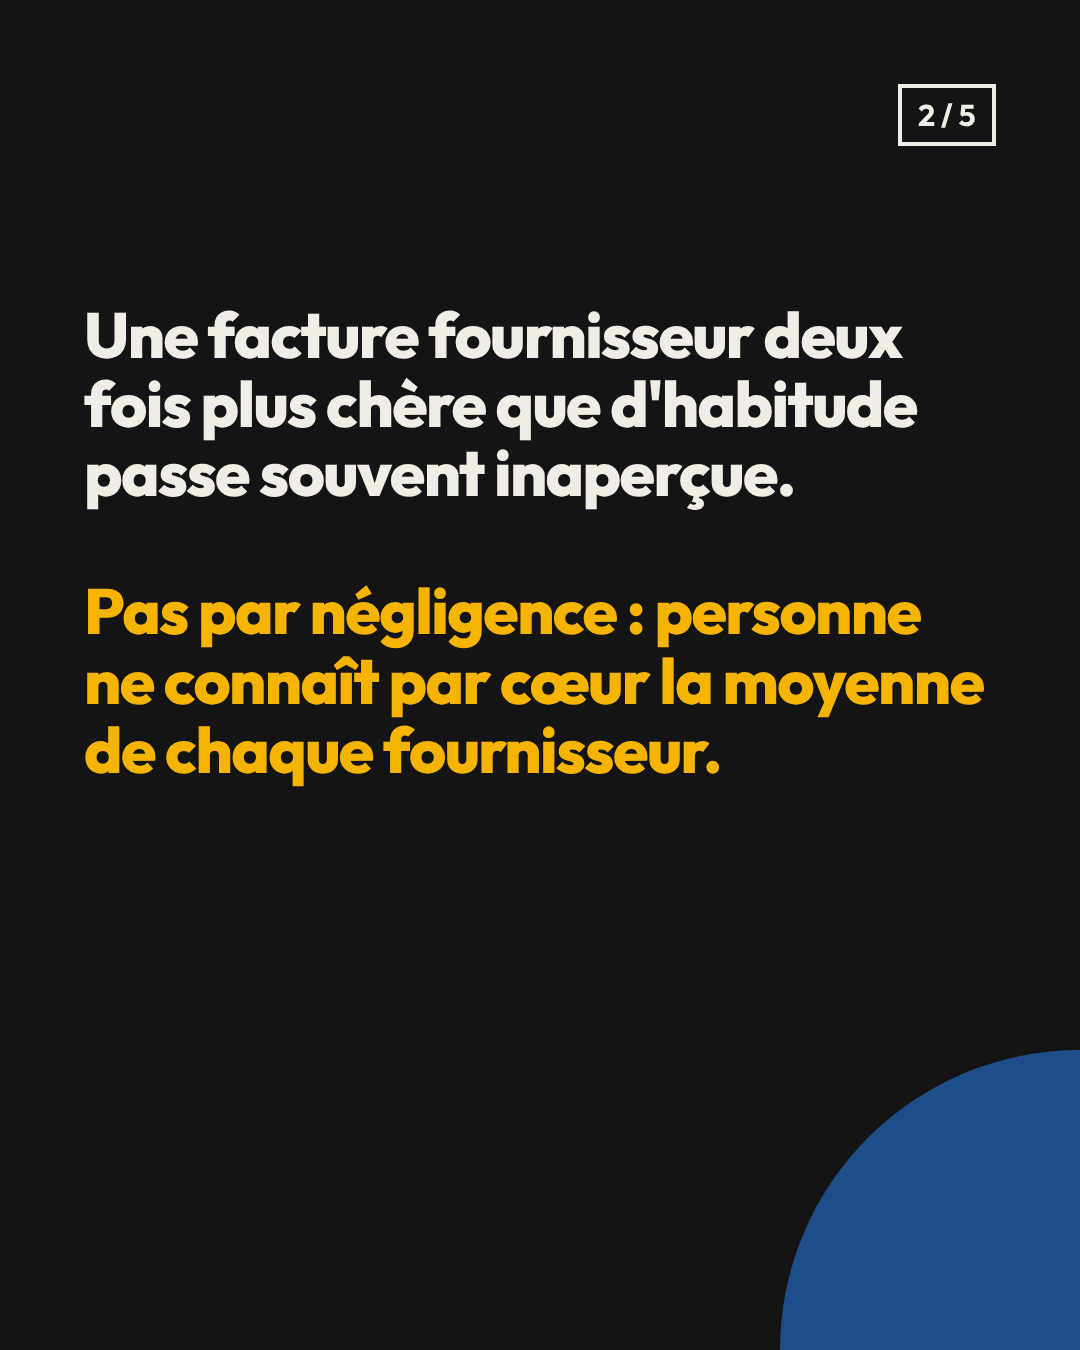 2 / 5
Une facture fournisseur deux
fois plus chère que d'habitude
passe souvent inaperçue.
Pas par négligence : personne
ne connaît par cœur la moyenne
de chaque fournisseur.